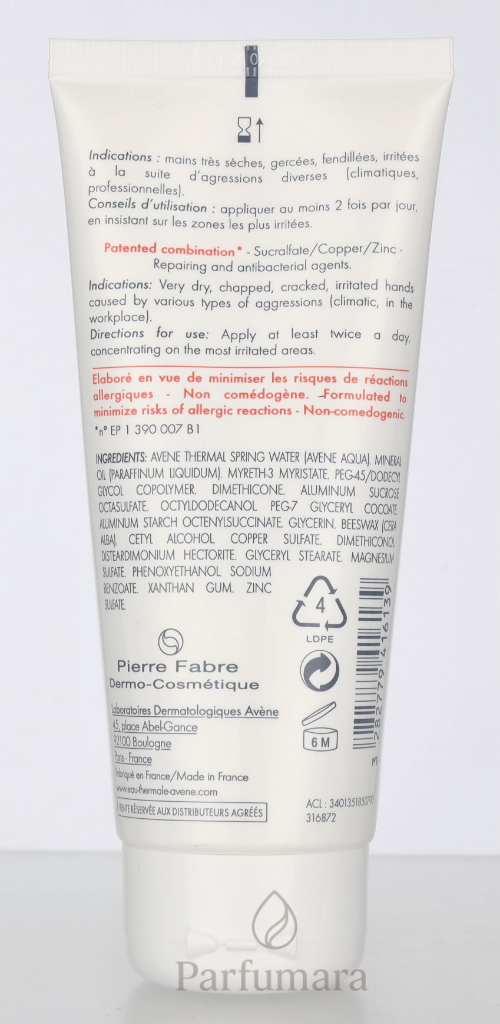 Indications : mains très sèches, gercées, fendillées, irritées
à la suite d'agressions diverses (climatiques,
professionnelles).
Conseils d'utilisation : appliquer au moins 2 fois par jour,
en insistant sur les zones les plus irritées.
Patented combination* - Sucralfate/Copper/Zinc -
Repairing and antibacterial agents.
Indications: Very dry, chapped, cracked, irritated hands
caused by various types of aggressions (climatic, in the
workplace).
Directions for use: Apply at least twice a day,
concentrating on the most irritated areas.
Elaboré en vue de minimiser les risques de réactions
allergiques - Non comédogène. -Formulated to
minimize risks of allergic reactions - Non-comedogenic.
*n° EP 1 390 007 B1
INGREDIENTS: AVENE THERMAL SPRING WATER (AVENE AQUA). MINERAL
OIL (PARAFFINUM LIQUIDUM). MYRETH-3 MYRISTATE. PEG-45/DODECYL
GLYCOL COPOLYMER. DIMETHICONE. ALUMINUM SUCROSE
OCTASULFATE. OCTYLDODECANOL PEG-7 GLYCERYL COCOATE.
ALUMINUM STARCH OCTENYLSUCCINATE. GLYCERIN. BEESWAX (CERA
ALBA). CETYL ALCOHOL COPPER SULFATE. DIMETHICONOL
DISTEARDIMONIUM HECTORITE. GLYCERYL STEARATE. MAGNESIUM
SULFATE. PHENOXYETHANOL SODIUM
BENZOATE. XANTHAN GUM. ZINC
SULFATE.
4
LDPE
Pierre Fabre
Dermo-Cosmétique
Laboratoires Dermatologiques Avène
45, place Abel-Gance
92100 Boulogne
Paris - France
Fabriqué en France/Made in France
www.eau-thermale-avene.com
VENTE RÉSERVÉE AUX DISTRIBUTEURS AGRÉÉS
6 M
3 282779 416139
ACL : 3401351850797
316872
Parfumara